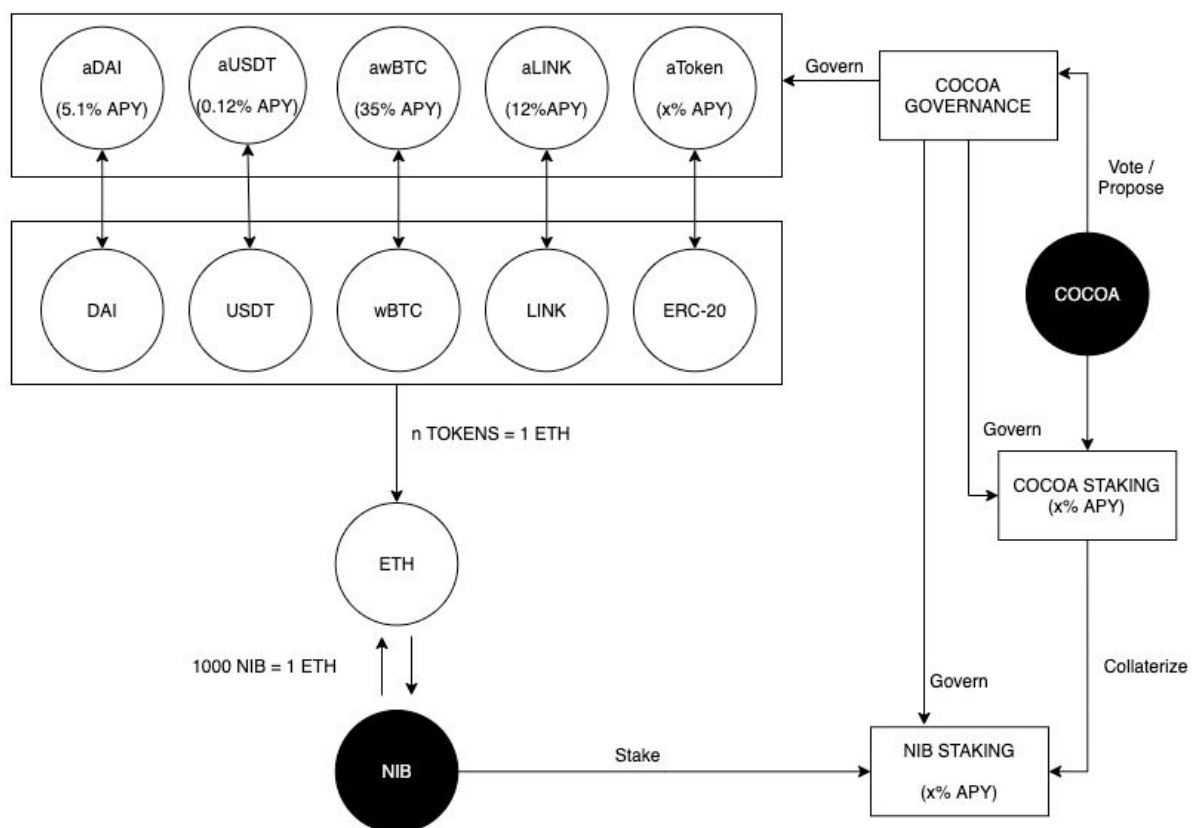 aDAI
(5.1% APY)
aUSDT
(0.12% APY)
awBTC
(35% APY)
aLINK
(12%APY)
aToken
(x% APY)
Govern
COCOA
GOVERNANCE
Vote /
Propose
DAI
USDT
wBTC
LINK
ERC-20
COCOA
n TOKENS = 1 ETH
Govern
COCOA STAKING
(x% APY)
ETH
1000 NIB = 1 ETH
Collaterize
Govern
NIB
Stake
NIB STAKING
(x% APY)